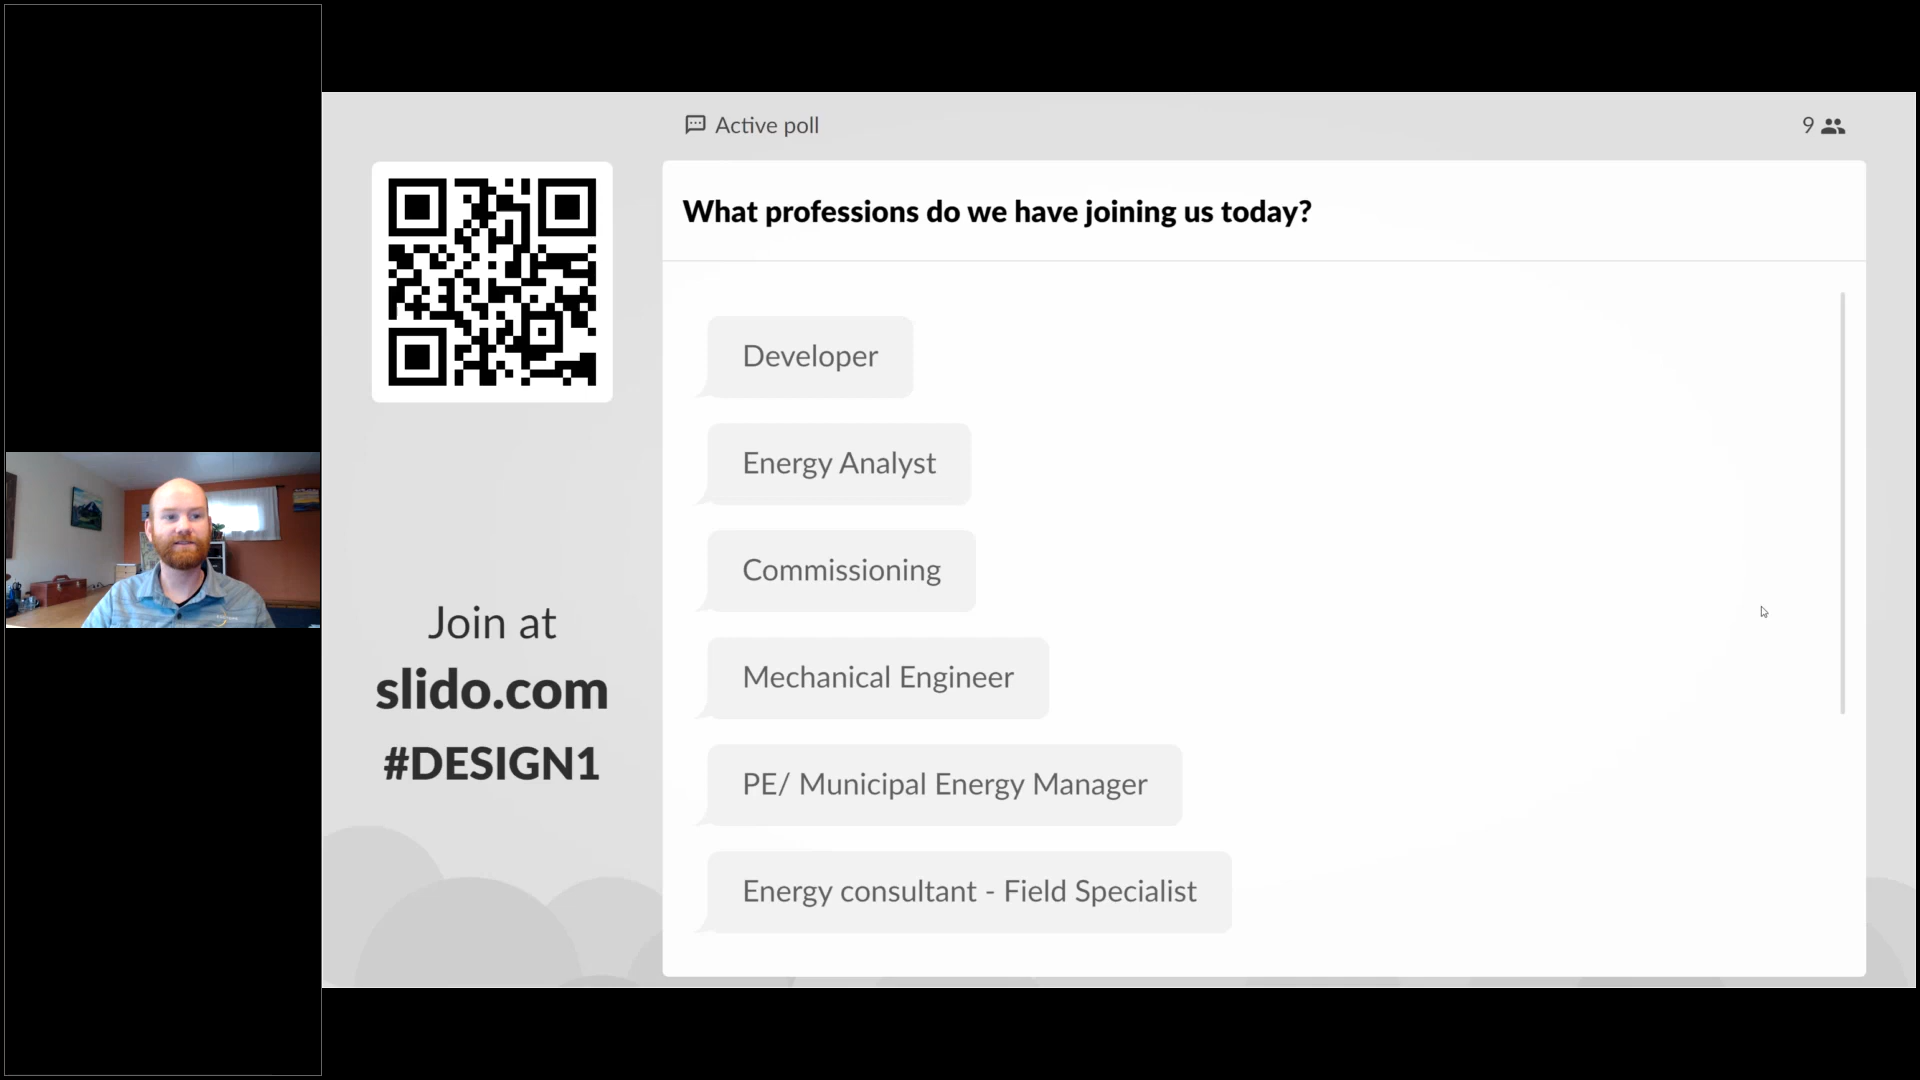 Active poll
9
What professions do we have joining us today?
Developer
Energy Analyst
Commissioning
Mechanical Engineer
PE/ Municipal Energy Manager
Energy consultant - Field Specialist
Join at
slido.com
#DESIGN1